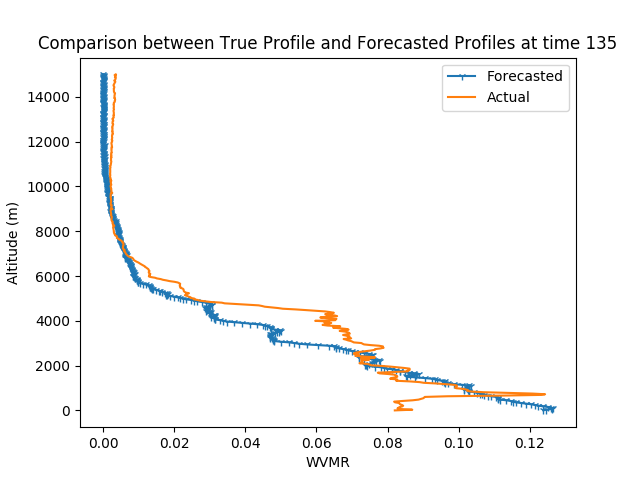 Comparison between True Profile and Forecasted Profiles at time 135
Forecasted
Actual
14000
12000
10000
8000
6000
4000
2000
0
Altitude (m)
0.00 0.02 0.04 0.06 0.08 0.10 0.12
WVMR